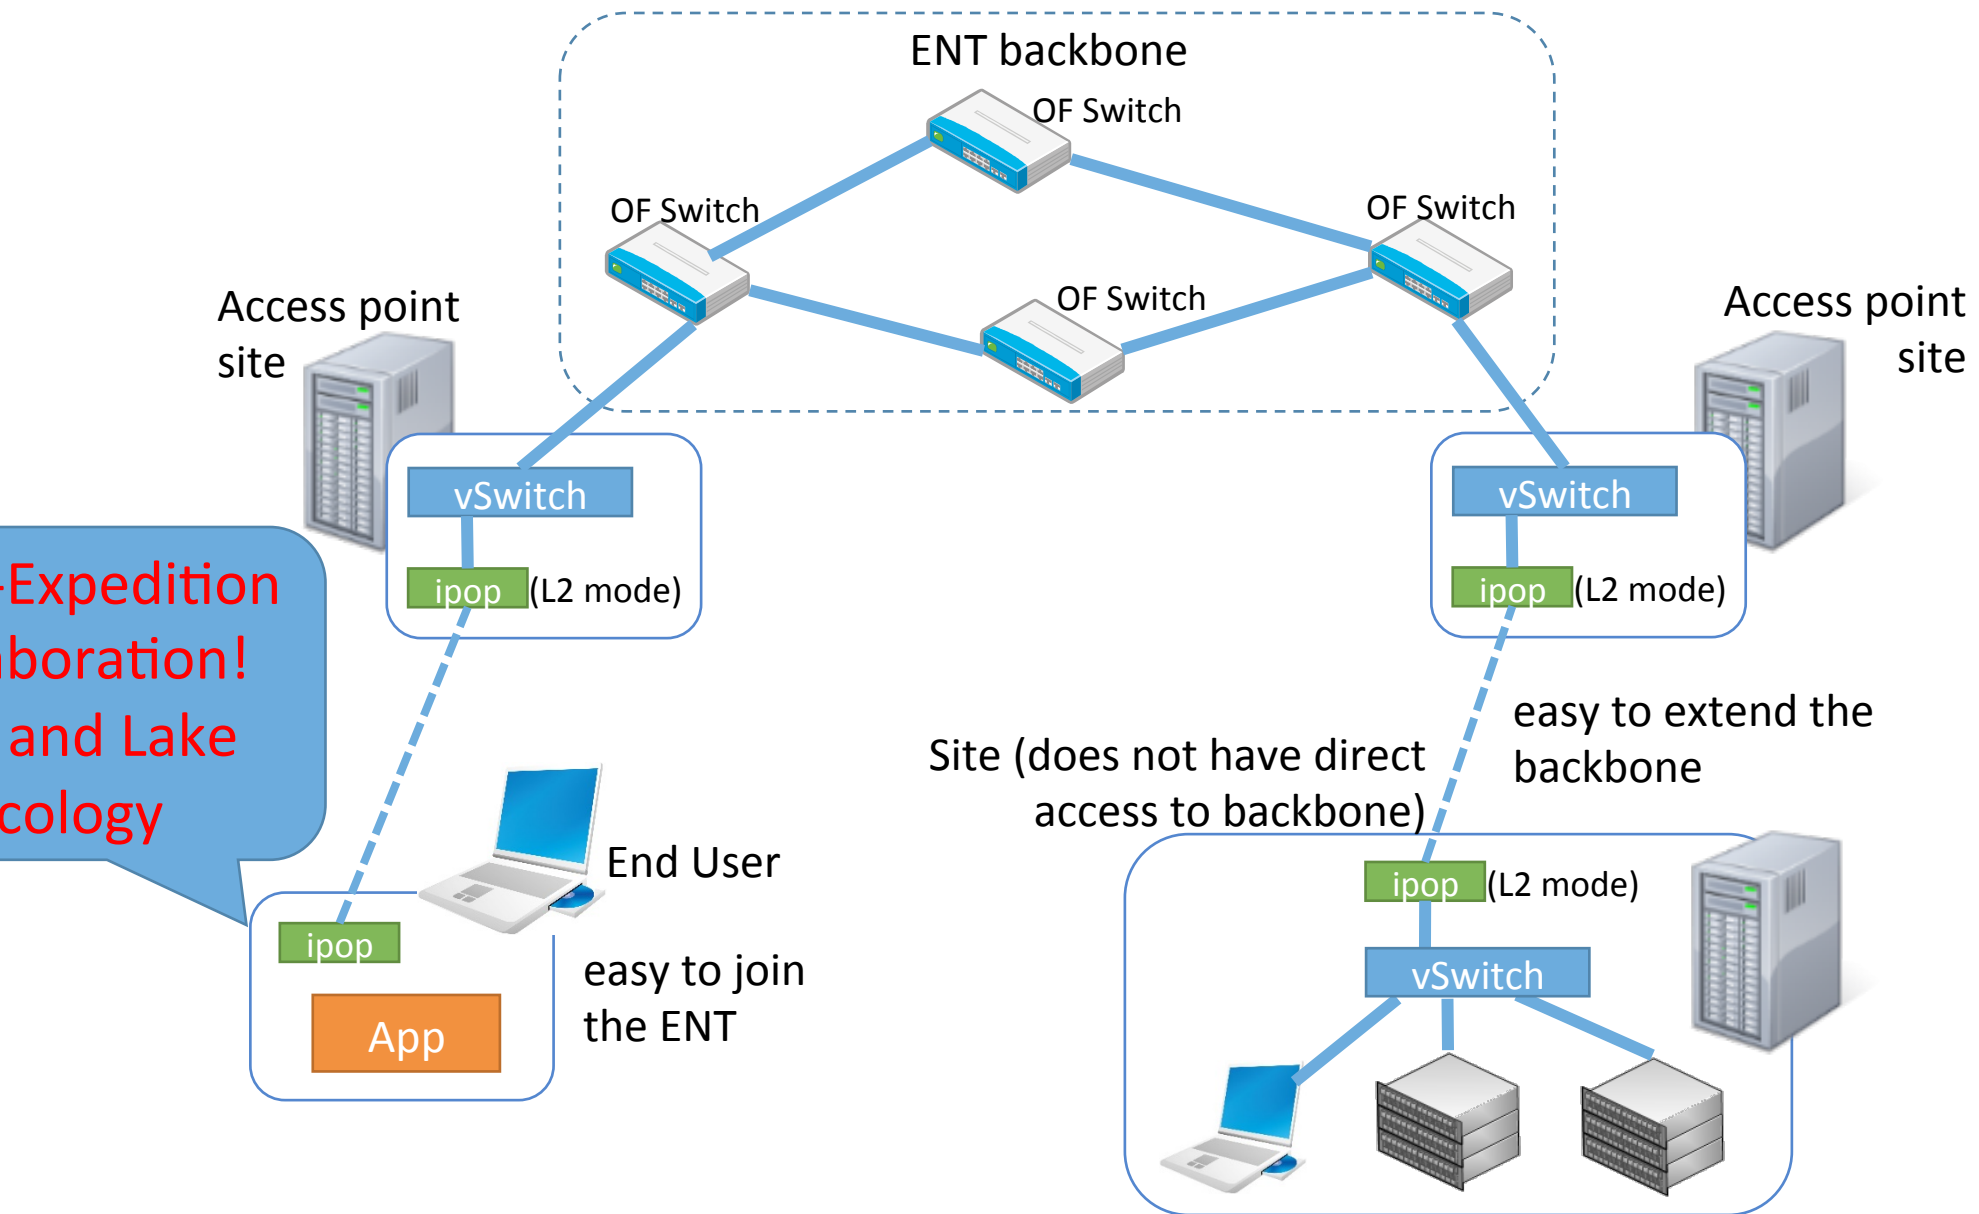 ENT backbone
OF Switch
OF Switch
OF Switch
OF Switch
Access point
site
Access point
site
vSwitch
ipop (L2 mode)
vSwitch
ipop (L2 mode)
-Expedition
aboration!
and Lake
cology
easy to extend the
backbone
Site (does not have direct
access to backbone)
End User
ipop
App
easy to join
the ENT
ipop (L2 mode)
vSwitch